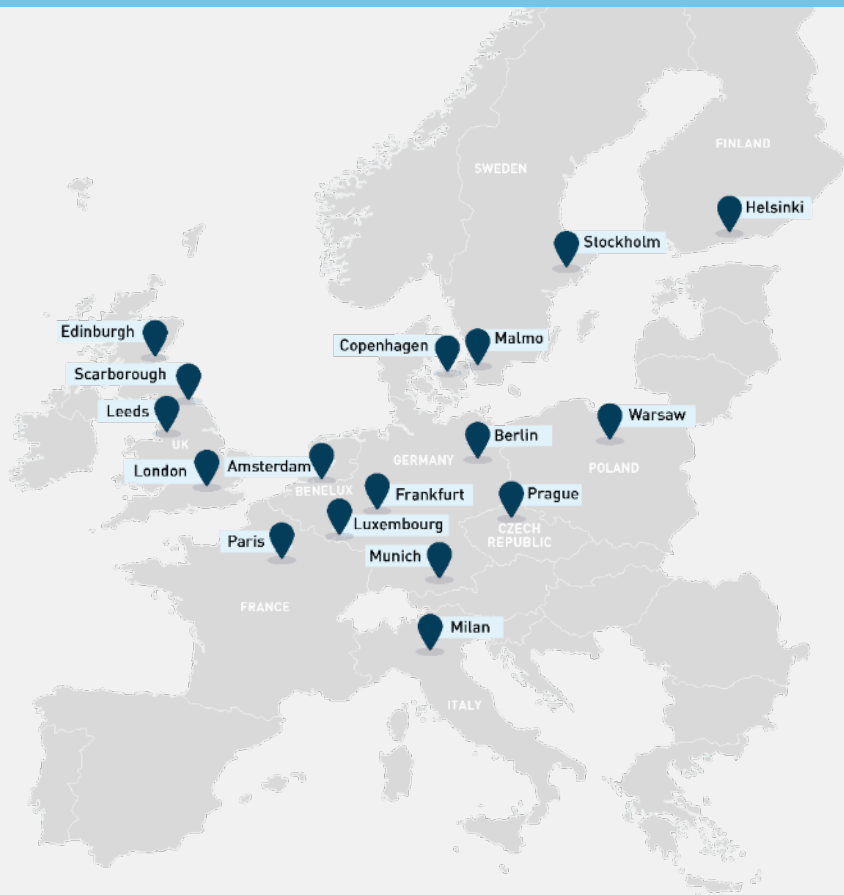 FINLAND
SWEDEN
Helsinki
Stockholm
Edinburgh
Malmo
Copenhagen
Scarborough
Leeds
Warsaw
Berlin
UK
GERMANY
London
Amsterdam
POLAND
BENELUX
Frankfurt
Prague
Luxembourg
CZECH
REPUBLIC
Paris
Munich
FRANCE
Milan
ITALY